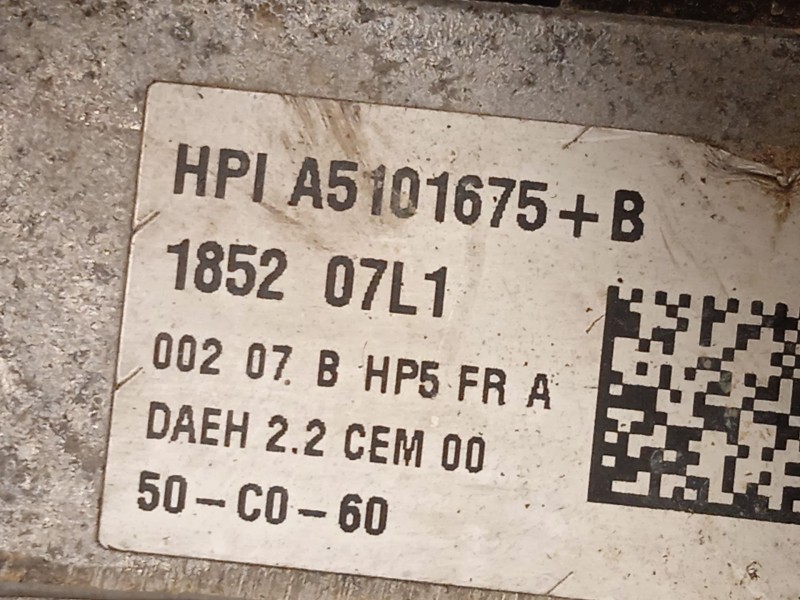 HPI A5101675+B
1852 07L1
002 07. B HP5 FR A
DAEH 2.2 CEM 00
50-C0-60